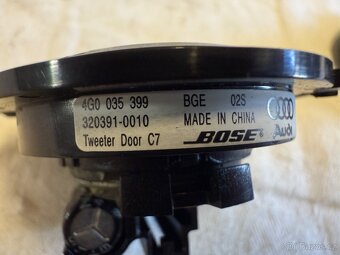 4G0 035 399 BGE 02S
320391-0010 MADE IN CHINA
Tweeter Door C7 BOSE® Audi